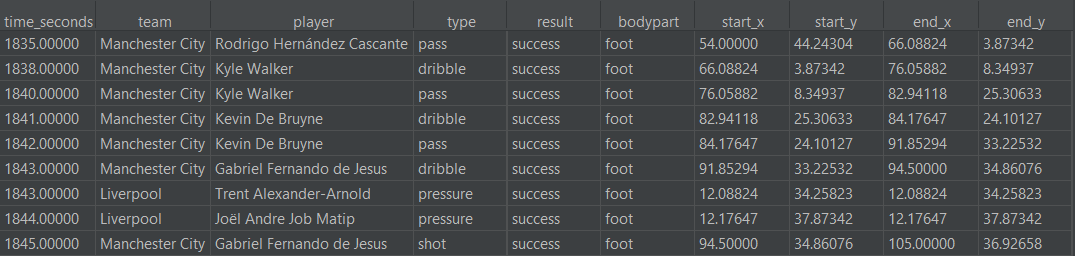 time_seconds team player type result bodypart start_x start_y end_x end_y
1835.00000 Manchester City Rodrigo Hernández Cascante pass success foot 54.00000 44.24304 66.08824 3.87342
1838.00000 Manchester City Kyle Walker dribble success foot 66.08824 3.87342 76.05882 8.34937
1840.00000 Manchester City Kyle Walker pass success foot 76.05882 8.34937 82.94118 25.30633
1841.00000 Manchester City Kevin De Bruyne dribble success foot 82.94118 25.30633 84.17647 24.10127
1842.00000 Manchester City Kevin De Bruyne pass success foot 84.17647 24.10127 91.85294 33.22532
1843.00000 Manchester City Gabriel Fernando de Jesus dribble success foot 91.85294 33.22532 94.50000 34.86076
1843.00000 Liverpool Trent Alexander-Arnold pressure success foot 12.08824 34.25823 12.08824 34.25823
1844.00000 Liverpool Joël Andre Job Matip pressure success foot 12.17647 37.87342 12.17647 37.87342
1845.00000 Manchester City Gabriel Fernando de Jesus shot success foot 94.50000 34.86076 105.00000 36.92658